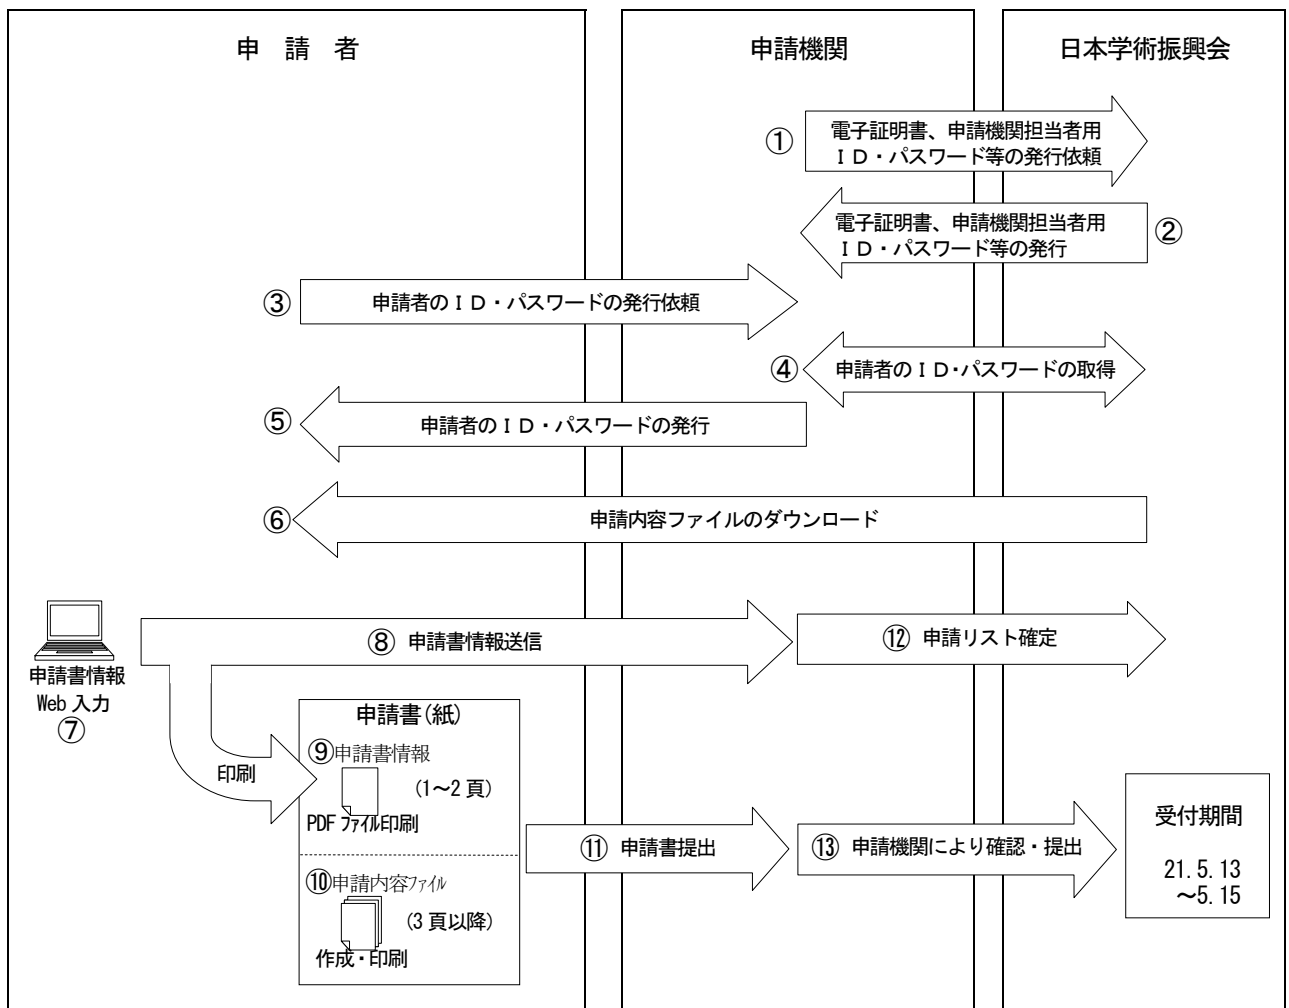 申 請 者
申請機関
日本学術振興会
①
電子証明書、申請機関担当者用
ＩＤ・パスワード等の発行依頼
電子証明書、申請機関担当者用
ＩＤ・パスワード等の発行
②
③
申請者のＩＤ・パスワードの発行依頼
④
申請者のＩＤ・パスワードの取得
⑤
申請者のＩＤ・パスワードの発行
⑥
申請内容ファイルのダウンロード
⑧ 申請書情報送信
⑫ 申請リスト確定
申請書情報
Web 入力
⑦
印刷
申請書(紙)
⑨申請書情報
(1～2 頁)
PDF ﾌｧｲﾙ印刷
⑩申請内容ﾌｧｲﾙ
(3 頁以降)
作成・印刷
⑪ 申請書提出
⑬ 申請機関により確認・提出
受付期間
21.5.13
～5.15